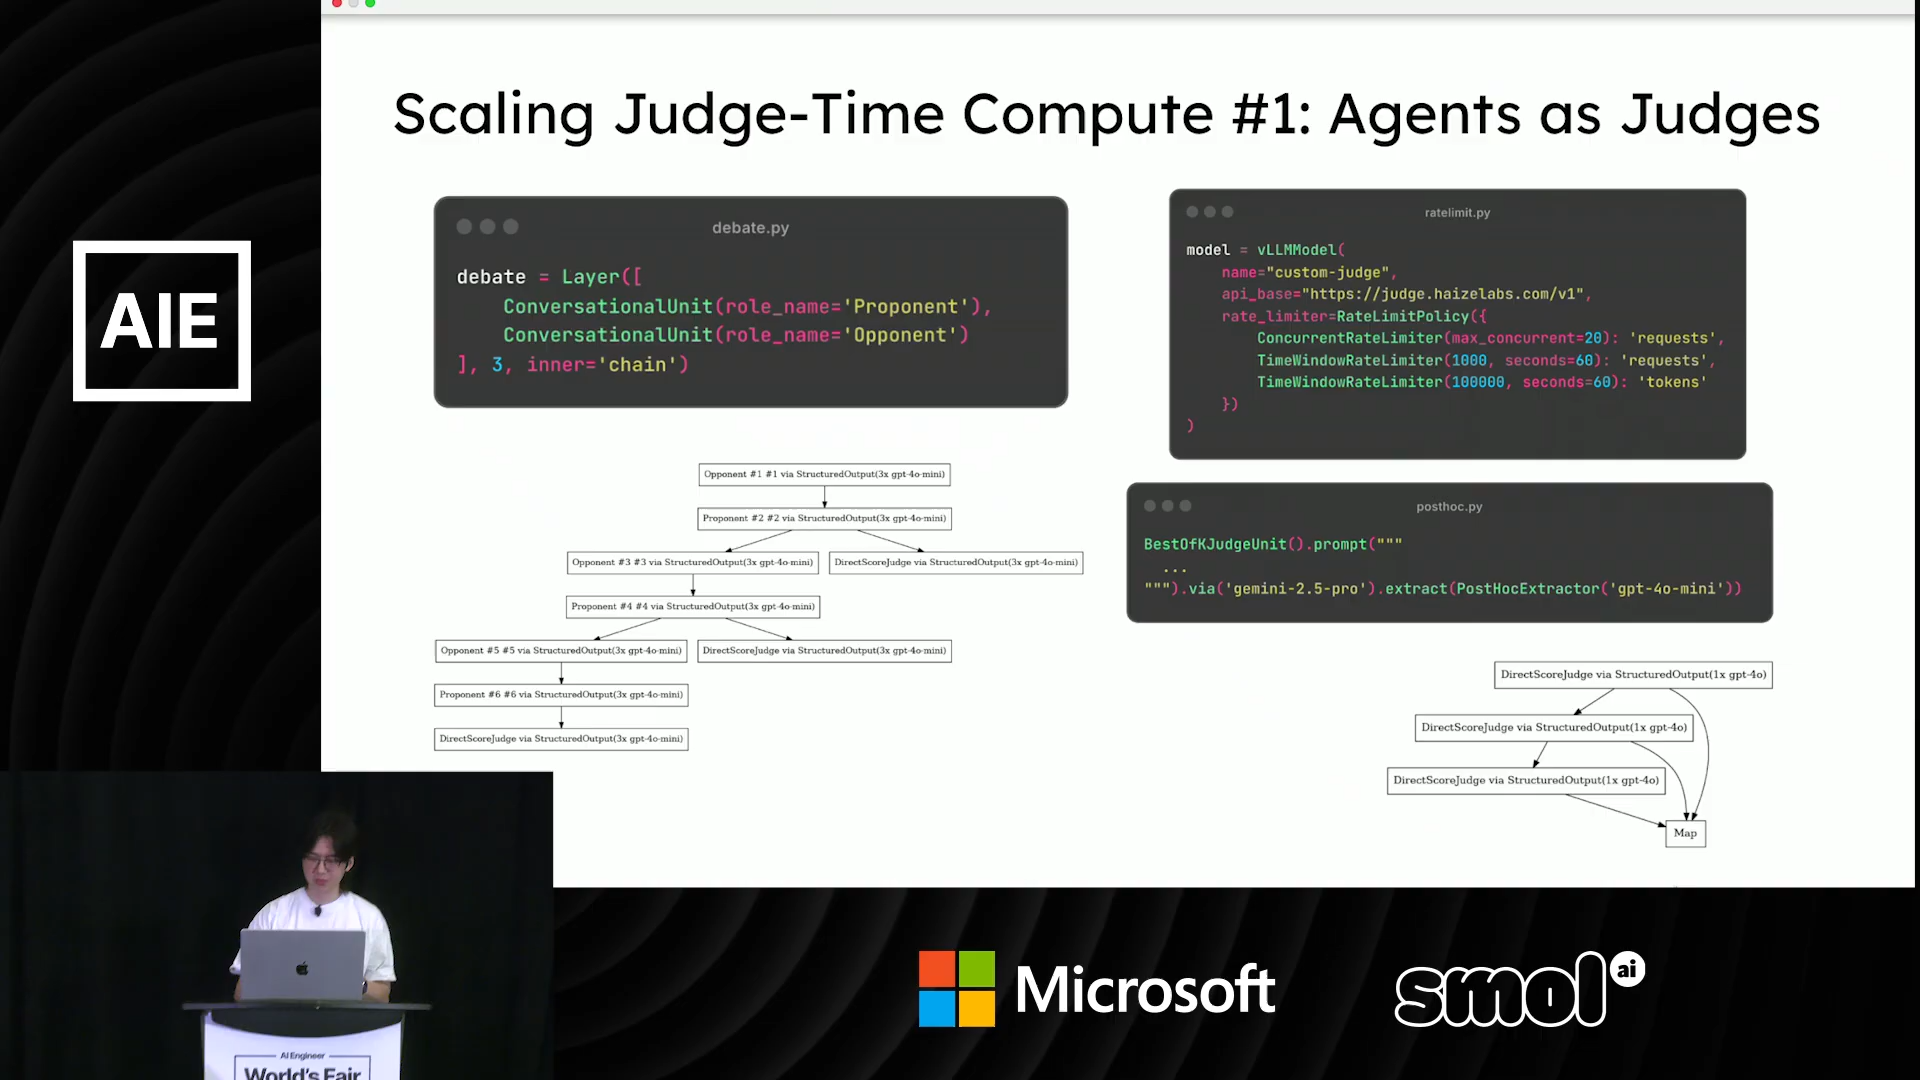 Scaling Judge-Time Compute #1: Agents as Judges
AIE
debate.py
debate = Layer([
    ConversationalUnit(role_name='Proponent'),
    ConversationalUnit(role_name='Opponent')
], 3, inner='chain')
Opponent #1 #1 via StructuredOutput(3x gpt-4o-mini)
Proponent #2 #2 via StructuredOutput(3x gpt-4o-mini)
Opponent #3 #3 via StructuredOutput(3x gpt-4o-mini)
DirectScoreJudge via StructuredOutput(3x gpt-4o-mini)
Proponent #4 #4 via StructuredOutput(3x gpt-4o-mini)
Opponent #5 #5 via StructuredOutput(3x gpt-4o-mini)
DirectScoreJudge via StructuredOutput(3x gpt-4o-mini)
Proponent #6 #6 via StructuredOutput(3x gpt-4o-mini)
DirectScoreJudge via StructuredOutput(3x gpt-4o-mini)
ratelimit.py
model = vLLMModel(
    name="custom-judge",
    api_base="https://judge.haizelabs.com/v1",
    rate_limiter=RateLimitPolicy({
        ConcurrentRateLimiter(max_concurrent=20): 'requests',
        TimeWindowRateLimiter(1000, seconds=60): 'requests',
        TimeWindowRateLimiter(100000, seconds=60): 'tokens'
    })
)
posthoc.py
BestOfKJudgeUnit().prompt("""
  ...
""").via('gemini-2.5-pro').extract(PostHocExtractor('gpt-4o-mini'))
DirectScoreJudge via StructuredOutput(1x gpt-4o)
DirectScoreJudge via StructuredOutput(1x gpt-4o)
DirectScoreJudge via StructuredOutput(1x gpt-4o)
Map
AI Engineer
World's Fair
Microsoft
smol ai